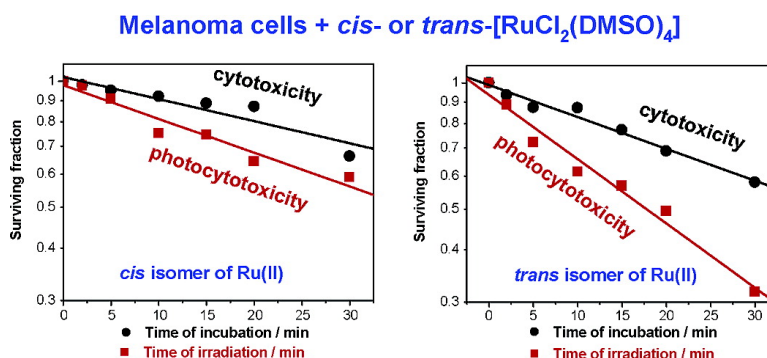 Melanoma cells + cis- or trans-[RuCl2(DMSO)4]
Surviving fraction
1
0.9
0.8
0.7
0.6
0.5
0.4
0.3
cytotoxicity
photocytotoxicity
cis isomer of Ru(II)
0 5 10 15 20 25 30
Time of incubation / min
Time of irradiation / min
Surviving fraction
1
0.9
0.8
0.7
0.6
0.5
0.4
0.3
cytotoxicity
photocytotoxicity
trans isomer of Ru(II)
0 5 10 15 20 25 30
Time of incubation / min
Time of irradiation / min